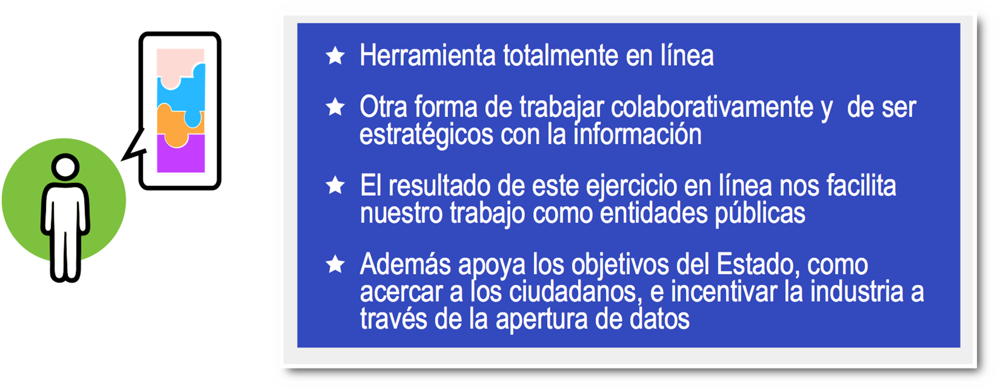 Herramienta totalmente en línea
Otra forma de trabajar colaborativamente y  de ser
estratégicos con la información
El resultado de este ejercicio en línea nos facilita
nuestro trabajo como entidades públicas
Además apoya los objetivos del Estado, como
acercar a los ciudadanos, e incentivar la industria a
través de la apertura de datos